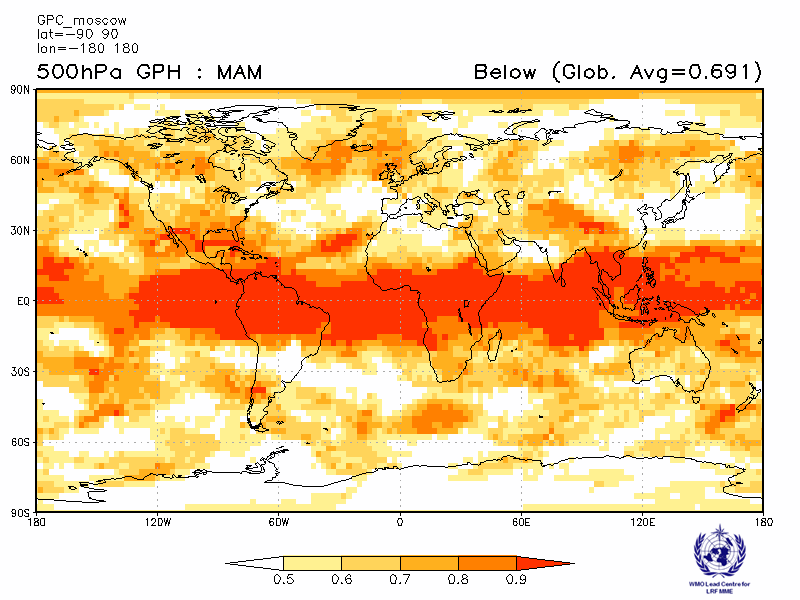 GPC_moscow
lat=-90 90
lon=-180 180
500hPa GPH : MAM
Below (Glob. Avg=0.691)
90N
60N
30N
EQ
30S
60S
90S
180 120W 60W 0 60E 120E 180
0.5 0.6 0.7 0.8 0.9
WMO Lead Centre for
LRF MME